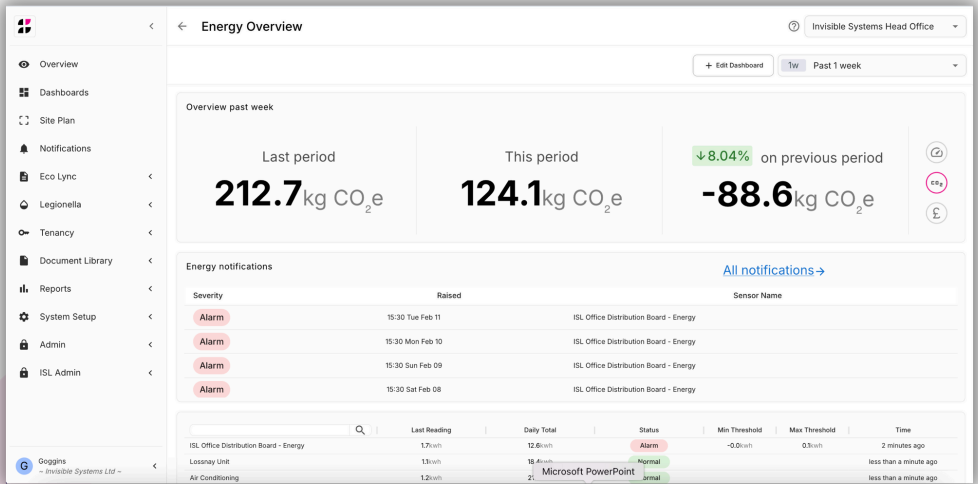 Energy Overview
Invisible Systems Head Office
Overview
Dashboards
Site Plan
Notifications
Eco Lync
Legionella
Tenancy
Document Library
Reports
System Setup
Admin
ISL Admin
G
Goggins
~ Invisible Systems Ltd ~
+ Edit Dashboard
1w Past 1 week
Overview past week
Last period
212.7kg CO₂e
This period
124.1kg CO₂e
↓8.04% on previous period
-88.6kg CO₂e
CO₂
£
Energy notifications
All notifications→
Severity Raised Sensor Name
Alarm 15:30 Tue Feb 11 ISL Office Distribution Board - Energy
Alarm 15:30 Mon Feb 10 ISL Office Distribution Board - Energy
Alarm 15:30 Sun Feb 09 ISL Office Distribution Board - Energy
Alarm 15:30 Sat Feb 08 ISL Office Distribution Board - Energy
Last Reading Daily Total Status Min Threshold Max Threshold Time
ISL Office Distribution Board - Energy 1.7kwh 12.6kwh Alarm -0.0kwh 0.1kwh 2 minutes ago
Lossnay Unit 1.1kwh Normal less than a minute ago
Air Conditioning 1.2kwh less than a minute ago
Microsoft PowerPoint